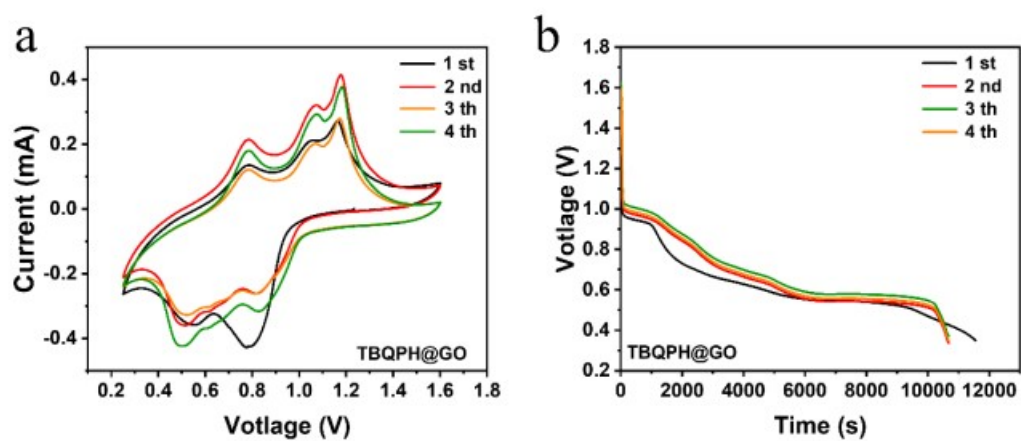 a
1 st
2 nd
3 th
4 th
0.4
0.2
0.0
-0.2
-0.4
Current (mA)
TBQPH@GO
0.2 0.4 0.6 0.8 1.0 1.2 1.4 1.6 1.8
Votlage (V)
b
1 st
2 nd
3 th
4 th
1.8
1.6
1.4
1.2
1.0
0.8
0.6
0.4
0.2
Votlage (V)
TBQPH@GO
0 2000 4000 6000 8000 10000 12000
Time (s)